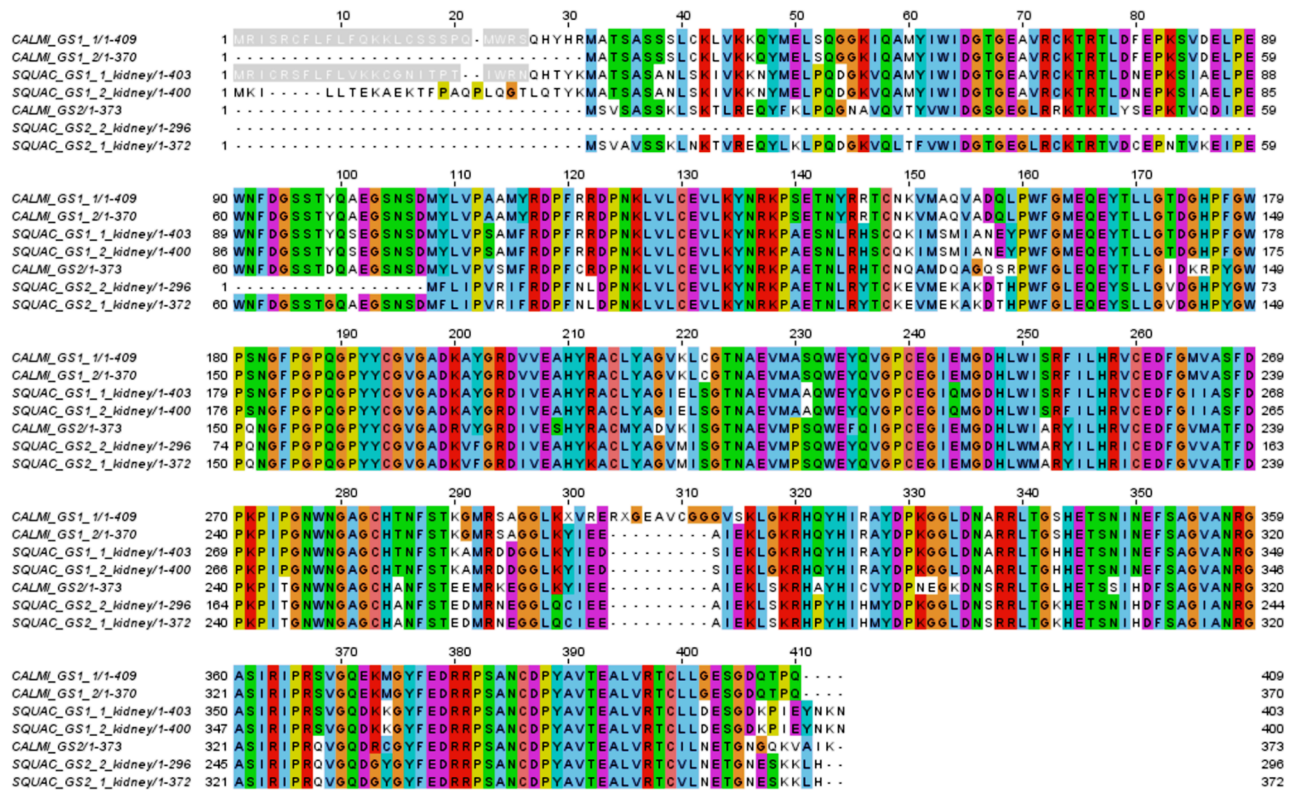 10 20 30 40 50 60 70 80
CALMI_GS1_1/1-409 1 MRISRCFLFLFQKKLCSSSPQ-MWRSQHYHRMATSASSSLCKLVKKQYMELSQGGKIQAMYIWIDGTGEAVRCKTRTLDFEPKSVDELPE 89
CALMI_GS1_2/1-370 1 -------------------------------MATSASSSLCKLVKKQYMELPQDGKIQAMYIWIDGTGEAVRCKTRTLDFEPKSVDELPE 59
SQUAC_GS1_1_kidney/1-403 1 MRICRSFLFLVKKCGNITPT--IWRNQHTYKMATSASANLSKIVKKNYMELPQDGKVQAMYIWIDGTGEAVRCKTRTLDNEPKSIAELPE 88
SQUAC_GS1_2_kidney/1-400 1 MKI-----LLTEKAEKTFPAQPLQGTLQTYKMATSASANLSKIVKKNYMELPQDGKVQAMYIWIDGTGEAVRCKTRTLDNEPKSIAELPE 85
CALMI_GS2/1-373 1 -------------------------------MSVSASSKLSKTLREQYFKLPQGNAVQVTYVWIDGSGEGLRRKTKTLYSEPKTVQDIPE 59
SQUAC_GS2_2_kidney/1-296 ------------------------------------------------------------------------------------------
SQUAC_GS2_1_kidney/1-372 1 -------------------------------MSVAVSSKLNKTVREQYLKLPQDGKVQLTFVWIDGTGEGLRCKTRTVDCEPNTVKEIPE 59
100 110 120 130 140 150 160 170
CALMI_GS1_1/1-409 90 WNFDGSSTYQAEGSNSDMYLVPAAMYRDPFRRDPNKLVLCEVLKYNRKPSETNYRRTCNKVMAQVADQLPWFGMEQEYTLLGTDGHPFGW 179
CALMI_GS1_2/1-370 60 WNFDGSSTYQAEGSNSDMYLVPAAMYRDPFRRDPNKLVLCEVLKYNRKPSETNYRRTCNKVMAQVADQLPWFGMEQEYTLLGTDGHPFGW 149
SQUAC_GS1_1_kidney/1-403 89 WNFDGSSTYQSEGSNSDMYLVPSAMFRDPFRRDPNKLVLCEVLKYNRKPAESNLRHSCQKIMSMIANEYPWFGMEQEYTLLGTDGHPFGW 178
SQUAC_GS1_2_kidney/1-400 86 WNFDGSSTYQSEGSNSDMYLVPSAMFRDPFRRDPNKLVLCEVLKYNRKPAESNLRHSCQKIMSMIANEYPWFGMEQEYTLLGTDGHPFGW 175
CALMI_GS2/1-373 60 WNFDGSSTDQAEGSNSDMYLVPVSMFRDPFCRDPNKLVLCEVLKYNRKPAETNLRHTCNQAMDQAGQSRPWFGLEQEYTLFGIDKRPYGW 149
SQUAC_GS2_2_kidney/1-296 1 -----------------MFLIPVRIFRDPFNLDPNKLVLCEVLKYNRKPAETNLRYTCKEVMEKAKDTHPWFGLEQEYSLLGVDGHPYGW 73
SQUAC_GS2_1_kidney/1-372 60 WNFDGSSTGQAEGSNSDMFLIPVRIFRDPFNLDPNKLVLCEVLKYNRKPAETNLRYTCKEVMEKAKDTHPWFGLEQEYSLLGVDGHPYGW 149
190 200 210 220 230 240 250 260
CALMI_GS1_1/1-409 180 PSNGFPGPQGPYYCGVGADKAYGRDVVEAHYRACLYAGVKLCGTNAEVMASQWEYQVGPCEGIEMGDHLWISRFILHRVCEDFGMVASFD 269
CALMI_GS1_2/1-370 150 PSNGFPGPQGPYYCGVGADKAYGRDVVEAHYRACLYAGVKLCGTNAEVMASQWEYQVGPCEGIEMGDHLWISRFILHRVCEDFGMVASFD 239
SQUAC_GS1_1_kidney/1-403 179 PSNGFPGPQGPYYCGVGADKAYGRDIVEAHYRACLYAGIELSGTNAEVMAAQWEYQVGPCEGIQMGDHLWISRFILHRVCEDFGIIASFD 268
SQUAC_GS1_2_kidney/1-400 176 PSNGFPGPQGPYYCGVGADKAYGRDIVEAHYRACLYAGIELSGTNAEVMAAQWEYQVGPCEGIQMGDHLWISRFILHRVCEDFGIIASFD 265
CALMI_GS2/1-373 150 PQNGFPGPQGPYYCGVGADRVYGRDIVESHYRACMYADVKISGTNAEVMPSQWEFQIGPCEGIEMGDHLWIARYILHRVCEDFGVMATFD 239
SQUAC_GS2_2_kidney/1-296 74 PQNGFPGPQGPYYCGVGADKVFGRDIVEAHYKACLYAGVMISGTNAEVMPSQWEYQVGPCEGIEMGDHLWMARYILHRICEDFGVVATFD 163
SQUAC_GS2_1_kidney/1-372 150 PQNGFPGPQGPYYCGVGADKVFGRDIVEAHYKACLYAGVMISGTNAEVMPSQWEYQVGPCEGIEMGDHLWMARYILHRICEDFGVVATFD 239
280 290 300 310 320 330 340 350
CALMI_GS1_1/1-409 270 PKPIPGNWNGAGCHTNFSTKGMRSAGGLKXVRERXGEAVCGGGVSKLGKRHQYHIRAYDPKGGLDNARRLTGSHETSNINEFSAGVANRG 359
CALMI_GS1_2/1-370 240 PKPIPGNWNGAGCHTNFSTKGMRSAGGLKYIEED---------AIEKLGKRHQYHIRAYDPKGGLDNARRLTGSHETSNINEFSAGVANRG 320
SQUAC_GS1_1_kidney/1-403 269 PKPIPGNWNGAGCHTNFSTKAMRDDGGLKYIEED---------SIEKLGKRHQYHIRAYDPKGGLDNARRLTGHHETSNINEFSAGVANRG 349
SQUAC_GS1_2_kidney/1-400 266 PKPIPGNWNGAGCHTNFSTKAMRDDGGLKYIEED---------SIEKLGKRHQYHIRAYDPKGGLDNARRLTGHHETSNINEFSAGVANRG 346
CALMI_GS2/1-373 240 PKPITGNWNGAGCHANFSTEEMRKEGGLKYIEE---------AIEKLSKRHAYHICVYDPNEGKDNSRRLTGQHETSSIHDFSAGVANRG 320
SQUAC_GS2_2_kidney/1-296 164 PKPITGNWNGAGCHANFSTEDMRNEGGLQCIEE---------AIEKLSKRHPYHIHMYDPKGGLDNSRRLTGKHETSNIHDFSAGIANRG 244
SQUAC_GS2_1_kidney/1-372 240 PKPITGNWNGAGCHANFSTEDMRNEGGLQCIEE---------AIEKLSKRHPYHIHMYDPKGGLDNSRRLTGKHETSNIHDFSAGIANRG 320
370 380 390 400 410
CALMI_GS1_1/1-409 360 ASIRIPRSVGQEKMGYFEDRRPSANCDPYAVTEALVRTCLLGESGDQTPQ---- 409
CALMI_GS1_2/1-370 321 ASIRIPRSVGQEKMGYFEDRRPSANCDPYAVTEALVRTCLLGESGDQTPQ---- 370
SQUAC_GS1_1_kidney/1-403 350 ASIRIPRSVGQDKKGYFEDRRPSANCDPYAVTEALVRTCLLDESGDKPIEYNKN 403
SQUAC_GS1_2_kidney/1-400 347 ASIRIPRSVGQDKKGYFEDRRPSANCDPYAVTEALVRTCLLDESGDKPIEYNKN 400
CALMI_GS2/1-373 321 ASIRIPRQVGQDRCGYFEDRRPSANCDPYAVTEALVRTCILNETGNGQKVAIK- 373
SQUAC_GS2_2_kidney/1-296 245 ASIRIPRQVGQDGYGYFEDRRPSANCDPYAVTEALVRTCVLNETGNESKKLH-- 296
SQUAC_GS2_1_kidney/1-372 321 ASIRIPRQVGQDGYGYFEDRRPSANCDPYAVTEALVRTCVLNETGNESKKLH-- 372